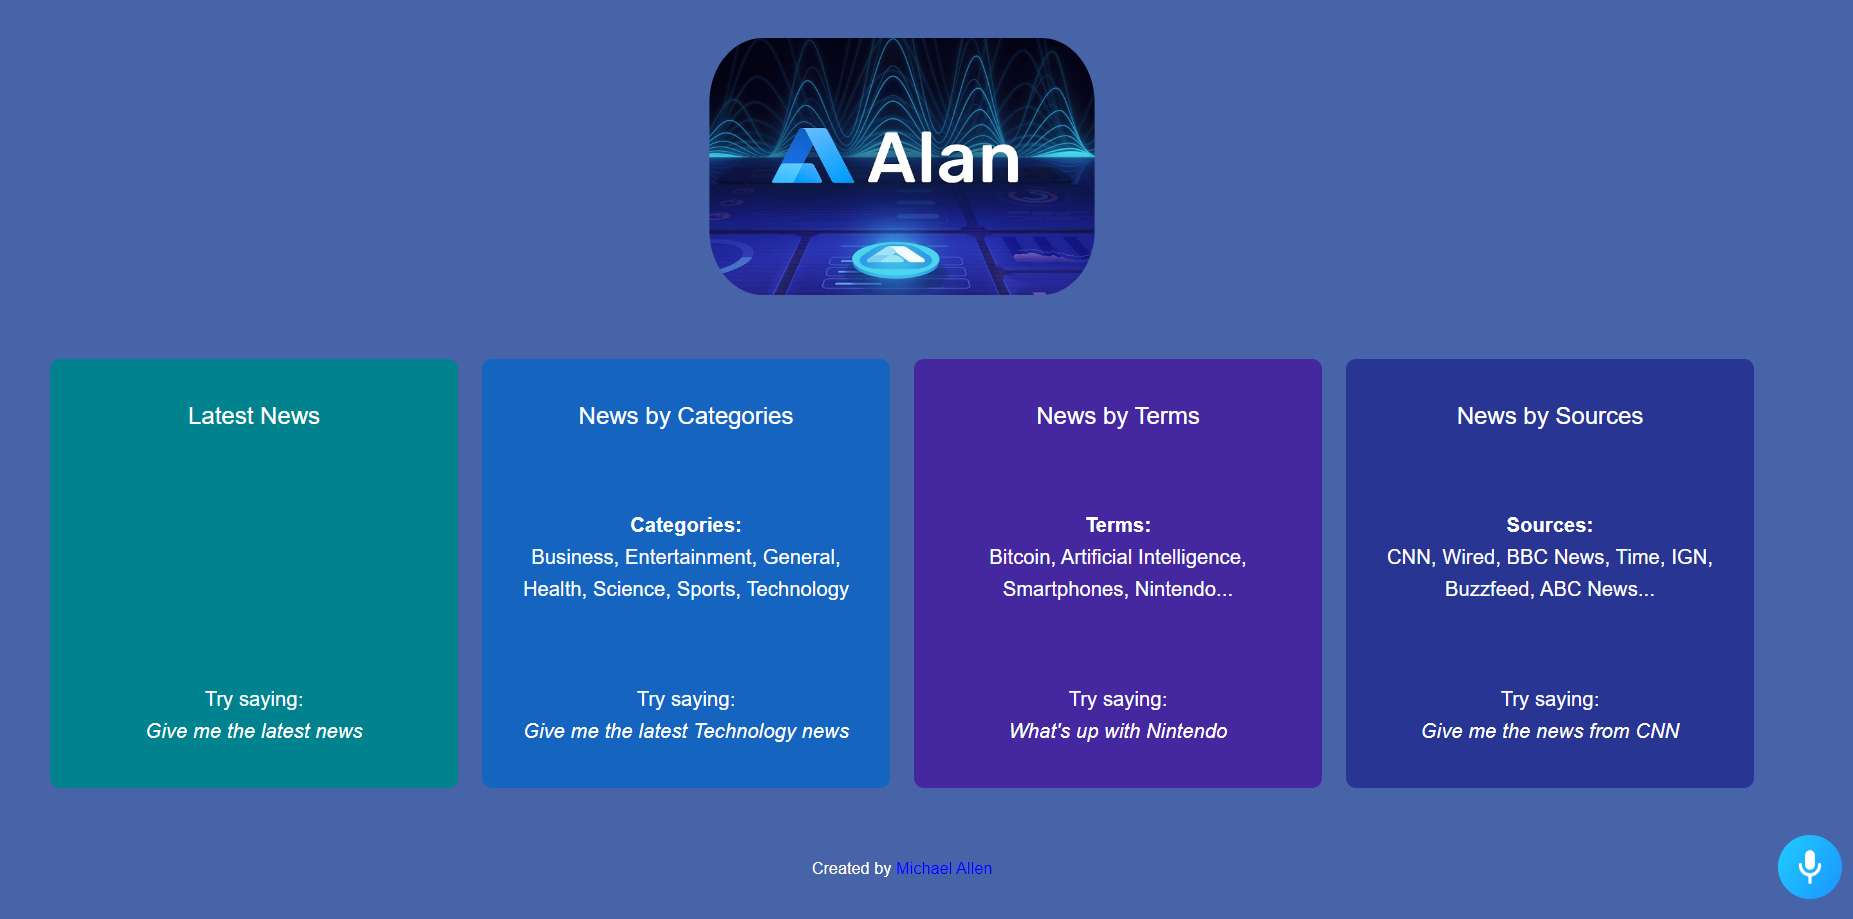 Alan
Latest News
Try saying:
Give me the latest news
News by Categories
Categories:
Business, Entertainment, General,
Health, Science, Sports, Technology
Try saying:
Give me the latest Technology news
News by Terms
Terms:
Bitcoin, Artificial Intelligence,
Smartphones, Nintendo...
Try saying:
What's up with Nintendo
News by Sources
Sources:
CNN, Wired, BBC News, Time, IGN,
Buzzfeed, ABC News...
Try saying:
Give me the news from CNN
Created by Michael Allen